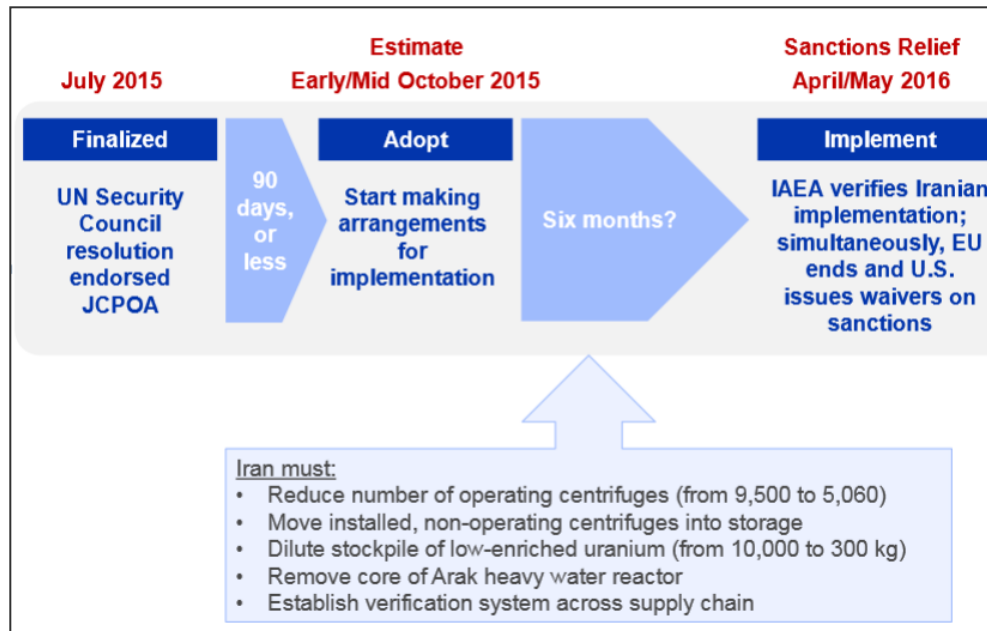 July 2015
Estimate
Early/Mid October 2015
Sanctions Relief
April/May 2016
Finalized
UN Security
Council
resolution
endorsed
JCPOA
90
days,
or
less
Adopt
Start making
arrangements
for
implementation
Six months?
Implement
IAEA verifies Iranian
implementation;
simultaneously, EU
ends and U.S.
issues waivers on
sanctions
Iran must:
• Reduce number of operating centrifuges (from 9,500 to 5,060)
• Move installed, non-operating centrifuges into storage
• Dilute stockpile of low-enriched uranium (from 10,000 to 300 kg)
• Remove core of Arak heavy water reactor
• Establish verification system across supply chain